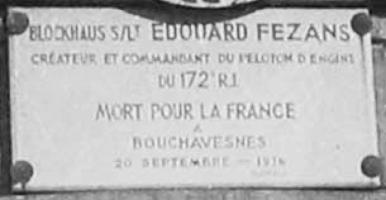 BLOCKHAUS S/LT EDOUARD FEZANS
CRÉATEUR ET COMMANDANT DU PELOTON D'ENGINS
DU 172e R.I.
MORT POUR LA FRANCE
A
BOUCHAVESNES
20 SEPTEMBRE — 1916